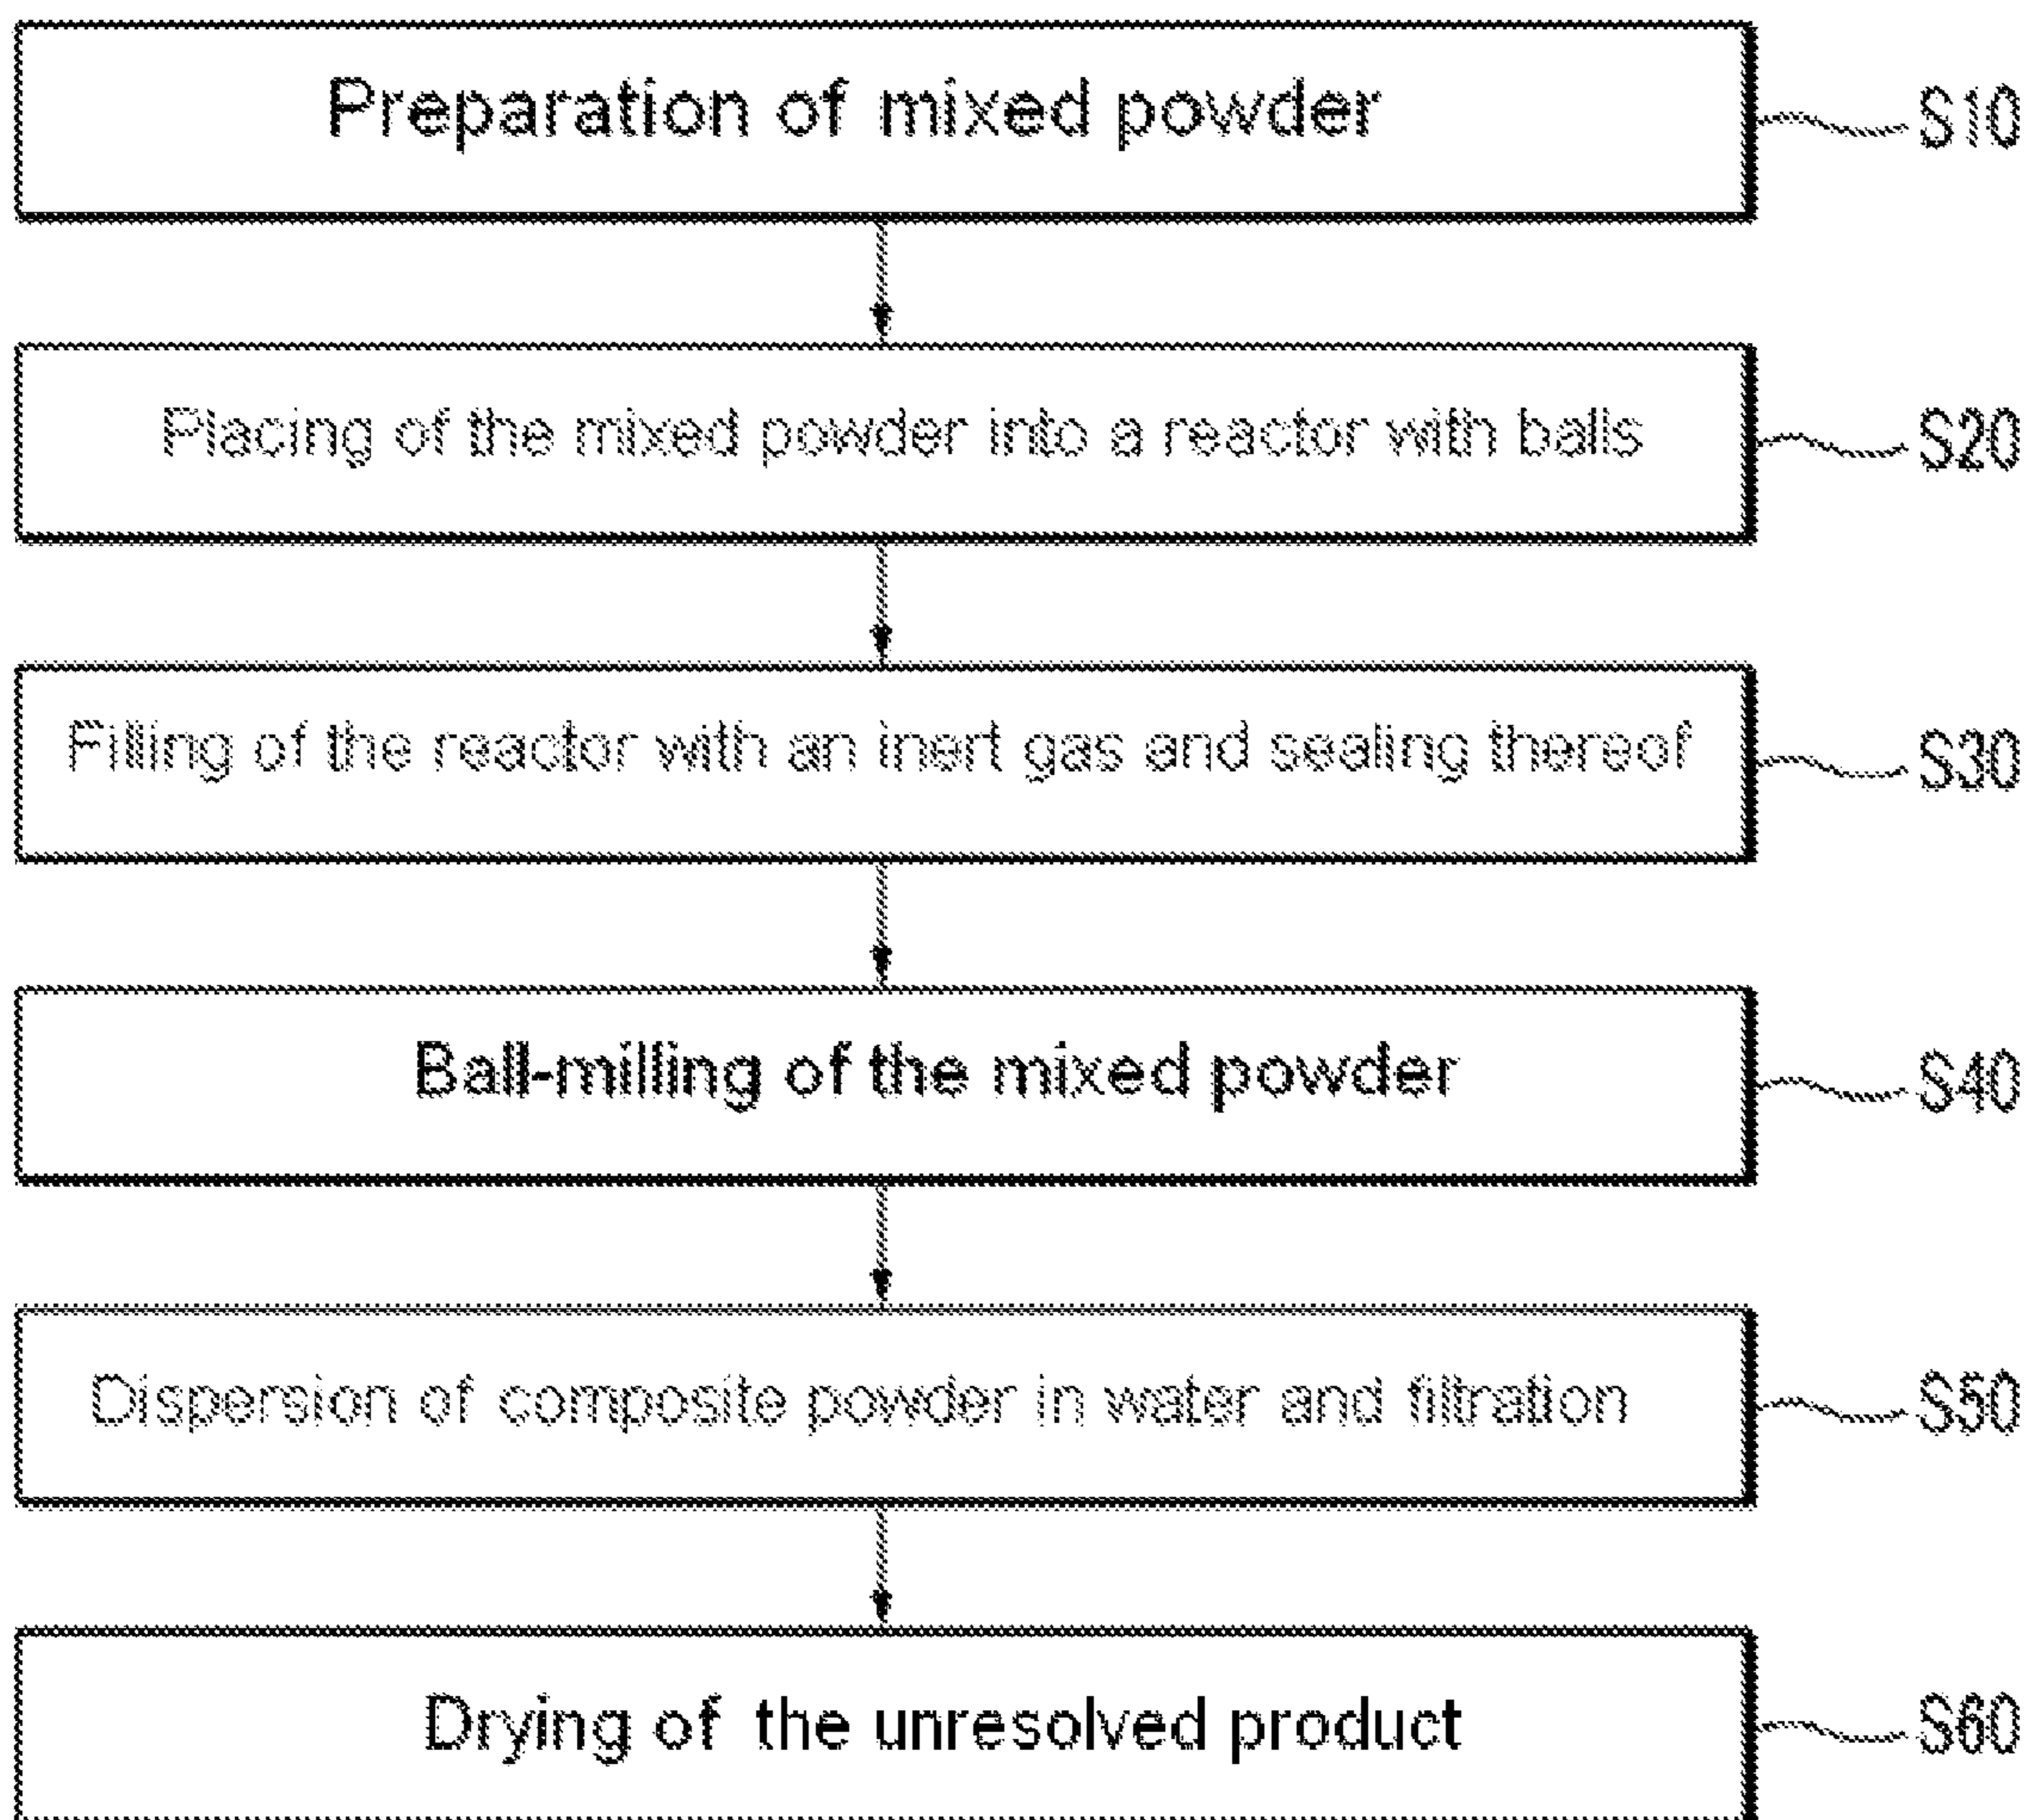 Preparation of mixed powder
S10
Placing of the mixed powder into a reactor with balls
S20
Filling of the reactor with an inert gas and sealing thereof
S30
Ball-milling of the mixed powder
S40
Dispersion of composite powder in water and filtration
S50
Drying of the unresolved product
S60